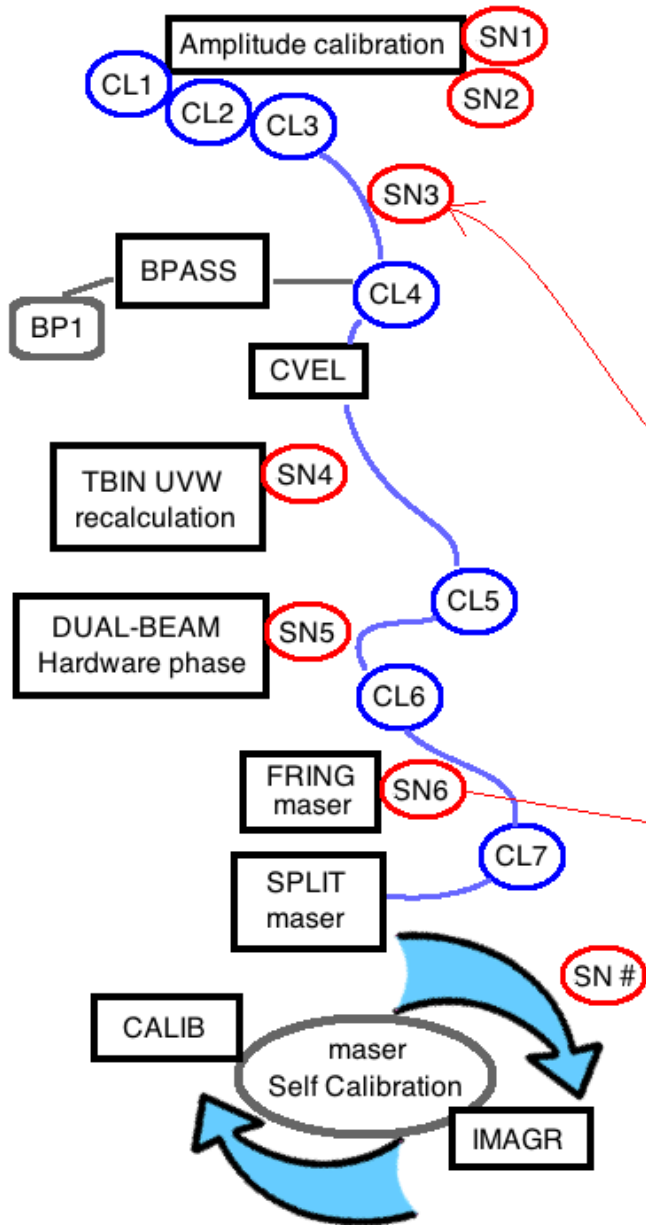 Amplitude calibration
SN1
CL1
CL2
CL3
SN2
SN3
BPASS
CL4
BP1
CVEL
SN4
TBIN UVW
recalculation
CL5
SN5
DUAL-BEAM
Hardware phase
CL6
FRING
maser
SN6
CL7
SPLIT
maser
SN #
CALIB
maser
Self Calibration
IMAGR